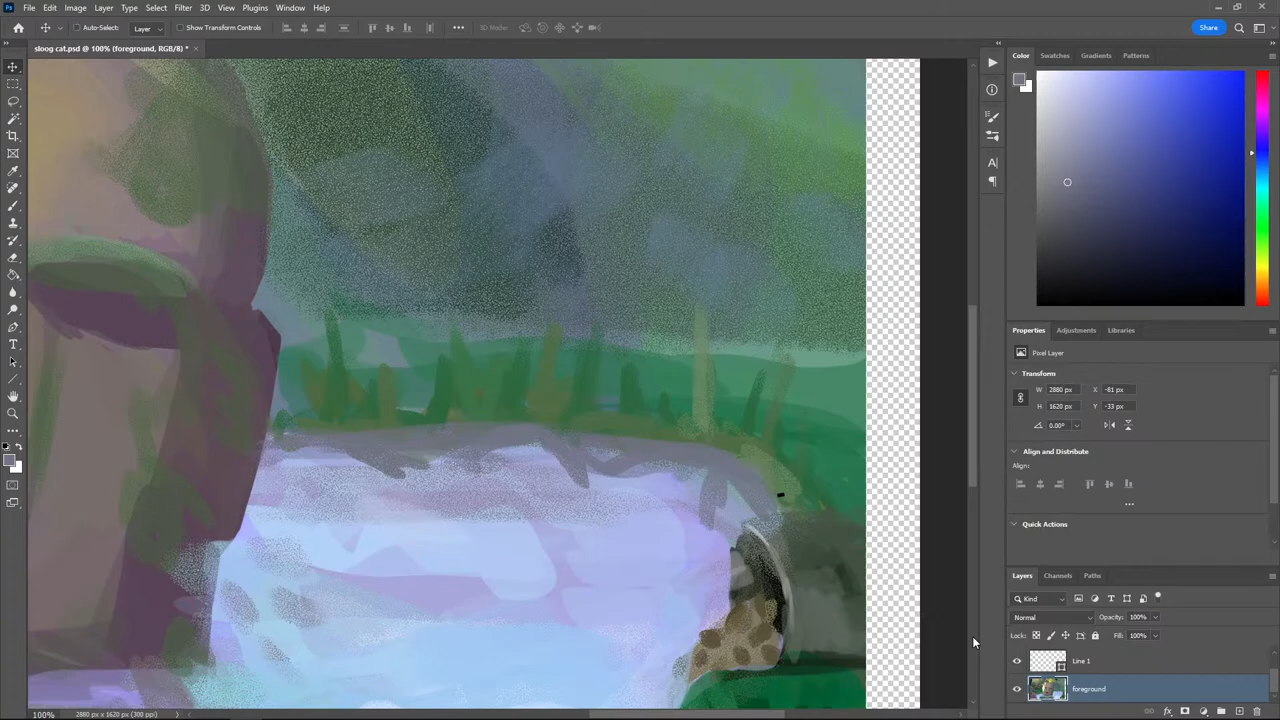 Ps File Edit Image Layer Type Select Filter 3D View Plugins Window Help
Auto-Select: Layer Show Transform Controls 3D Mode: Share
sloog cat.psd @ 100% (foreground, RGB/8) *
Color Swatches Gradients Patterns
Properties Adjustments Libraries
Pixel Layer
Transform
W 2880 px X -81 px
H 1620 px Y -33 px
0.00°
Align and Distribute
Align:
Quick Actions
Layers Channels Paths
Kind
Normal Opacity: 100%
Lock: Fill: 100%
Line 1
foreground
100% 2880 px x 1620 px (300 ppi)